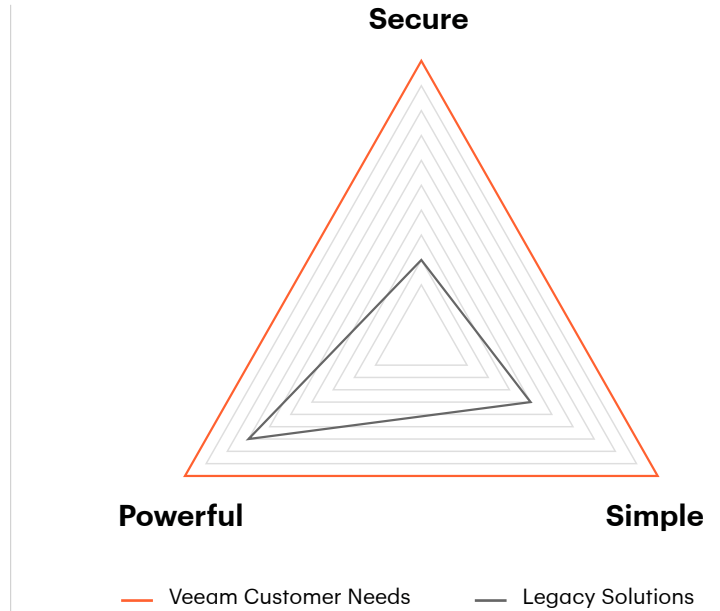 Secure
Powerful
Simple
Veeam Customer Needs
Legacy Solutions